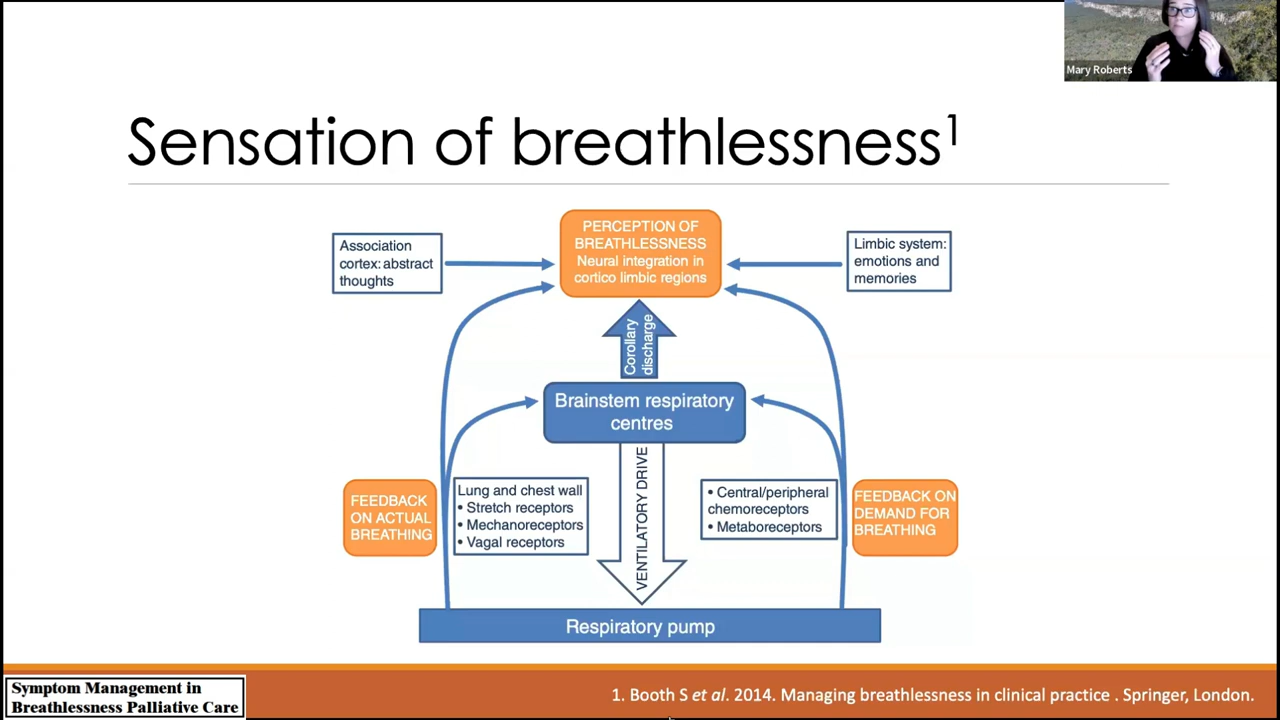 Mary Roberts
Sensation of breathlessness1
Association
cortex: abstract
thoughts
PERCEPTION OF
BREATHLESSNESS
Neural integration in
cortico limbic regions
Limbic system:
emotions and
memories
Corollary
discharge
Brainstem respiratory
centres
FEEDBACK
ON ACTUAL
BREATHING
Lung and chest wall
• Stretch receptors
• Mechanoreceptors
• Vagal receptors
VENTILATORY DRIVE
• Central/peripheral
chemoreceptors
• Metaboreceptors
FEEDBACK ON
DEMAND FOR
BREATHING
Respiratory pump
Symptom Management in
Breathlessness Palliative Care
1. Booth S et al. 2014. Managing breathlessness in clinical practice . Springer, London.